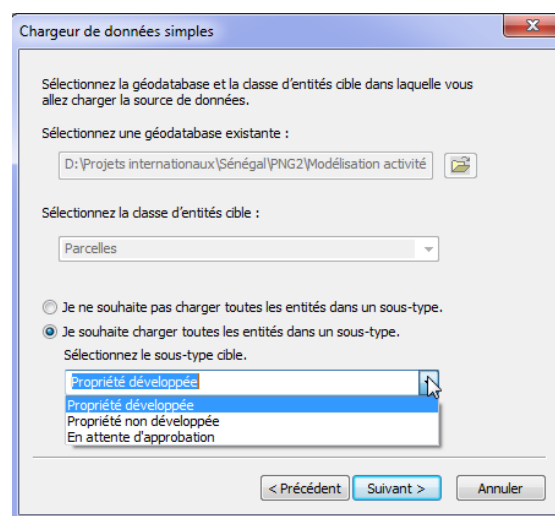 Chargeur de données simples
Sélectionnez la géodatabase et la classe d'entités cible dans laquelle vous
allez charger la source de données.
Sélectionnez une géodatabase existante :
D:\Projets internationaux\Sénégal\PNG2\Modélisation activité
Sélectionnez la classe d'entités cible :
Parcelles
Je ne souhaite pas charger toutes les entités dans un sous-type.
Je souhaite charger toutes les entités dans un sous-type.
Sélectionnez le sous-type cible.
Propriété développée
Propriété développée
Propriété non développée
En attente d'approbation
< Précédent Suivant > Annuler